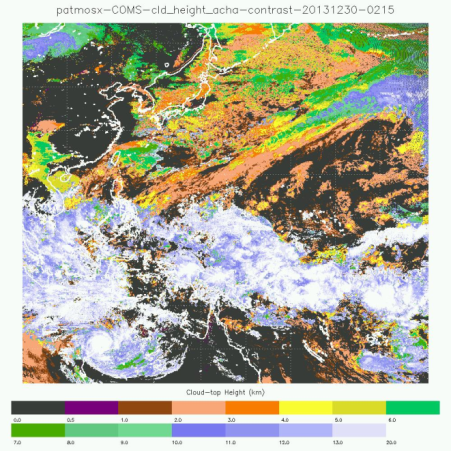 patmosx-COMS-cld_height_acha-contrast-20131230-0215
Cloud-top Height (km)
0.0 0.5 1.0 2.0 3.0 4.0 5.0 6.0
7.0 8.0 9.0 10.0 11.0 12.0 13.0 20.0